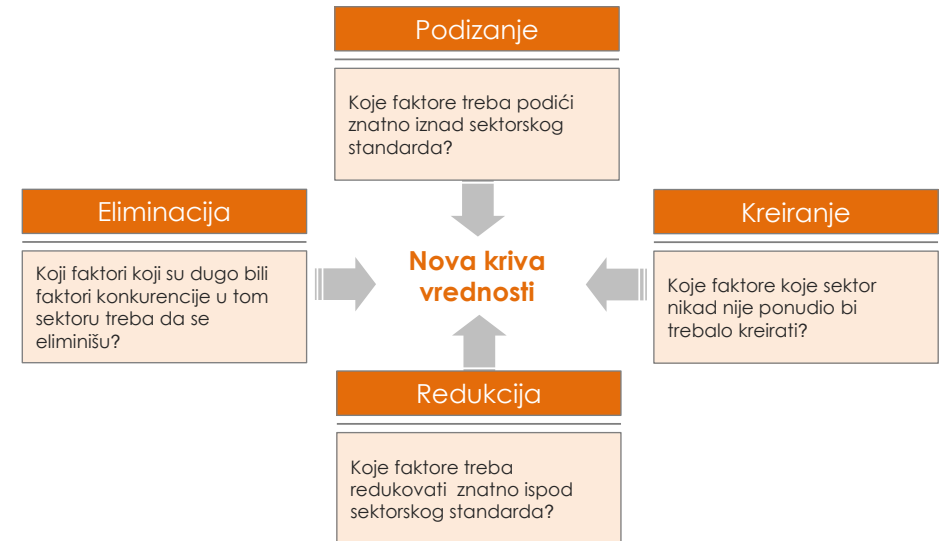 Podizanje
Koje faktore treba podići
znatno iznad sektorskog
standarda?
Eliminacija
Koji faktori koji su dugo bili
faktori konkurencije u tom
sektoru treba da se
eliminišu?
Nova kriva
vrednosti
Kreiranje
Koje faktore koje sektor
nikad nije ponudio bi
trebalo kreirati?
Redukcija
Koje faktore treba
redukovati znatno ispod
sektorskog standarda?